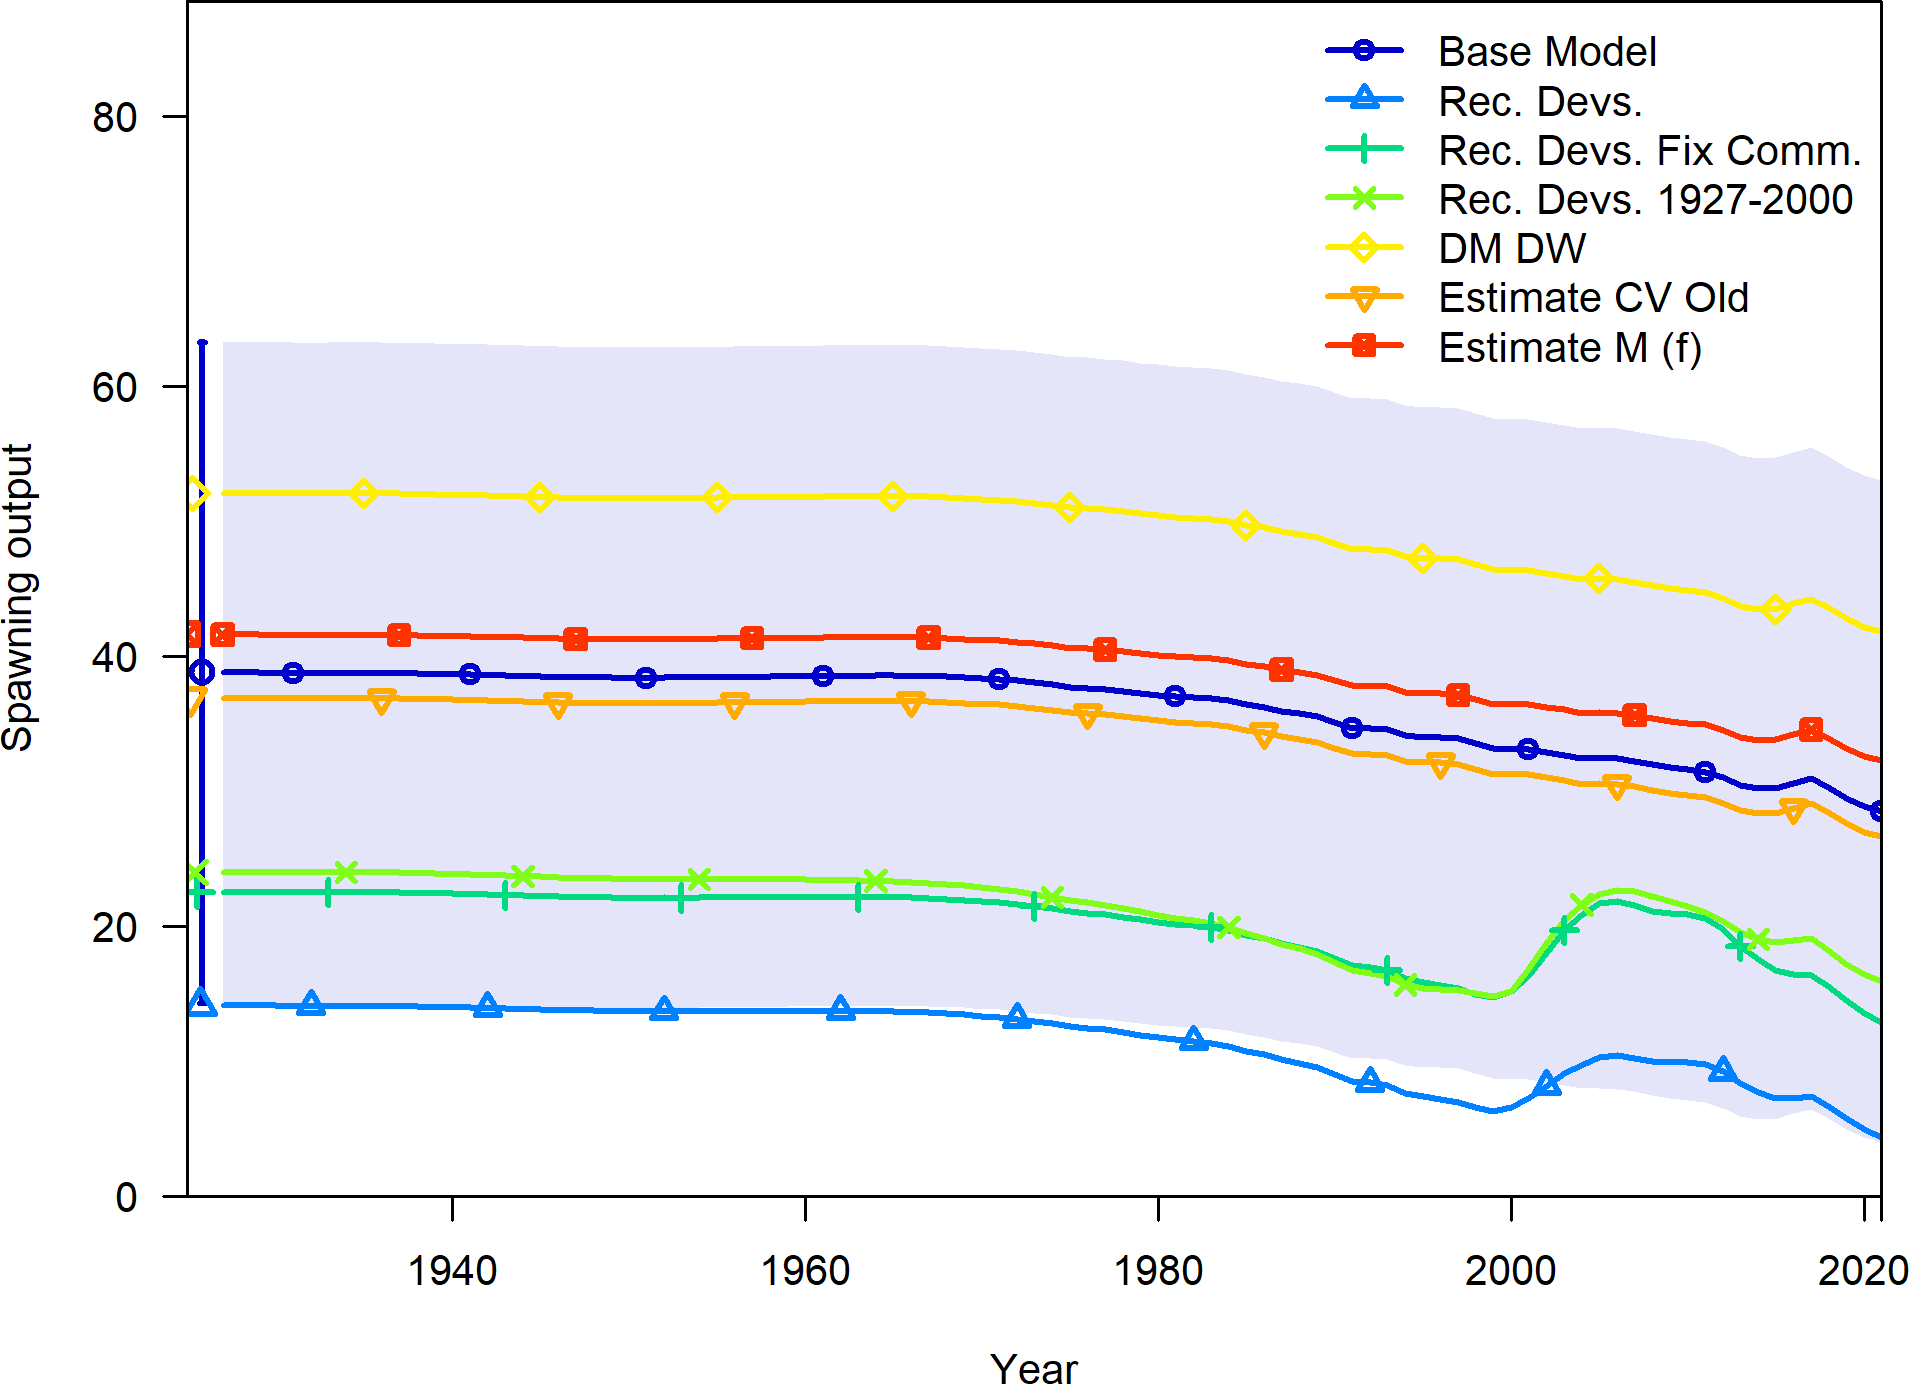 Base Model
Rec. Devs.
Rec. Devs. Fix Comm.
Rec. Devs. 1927-2000
DM DW
Estimate CV Old
Estimate M (f)
Spawning output
80
60
40
20
0
1940 1960 1980 2000 2020
Year